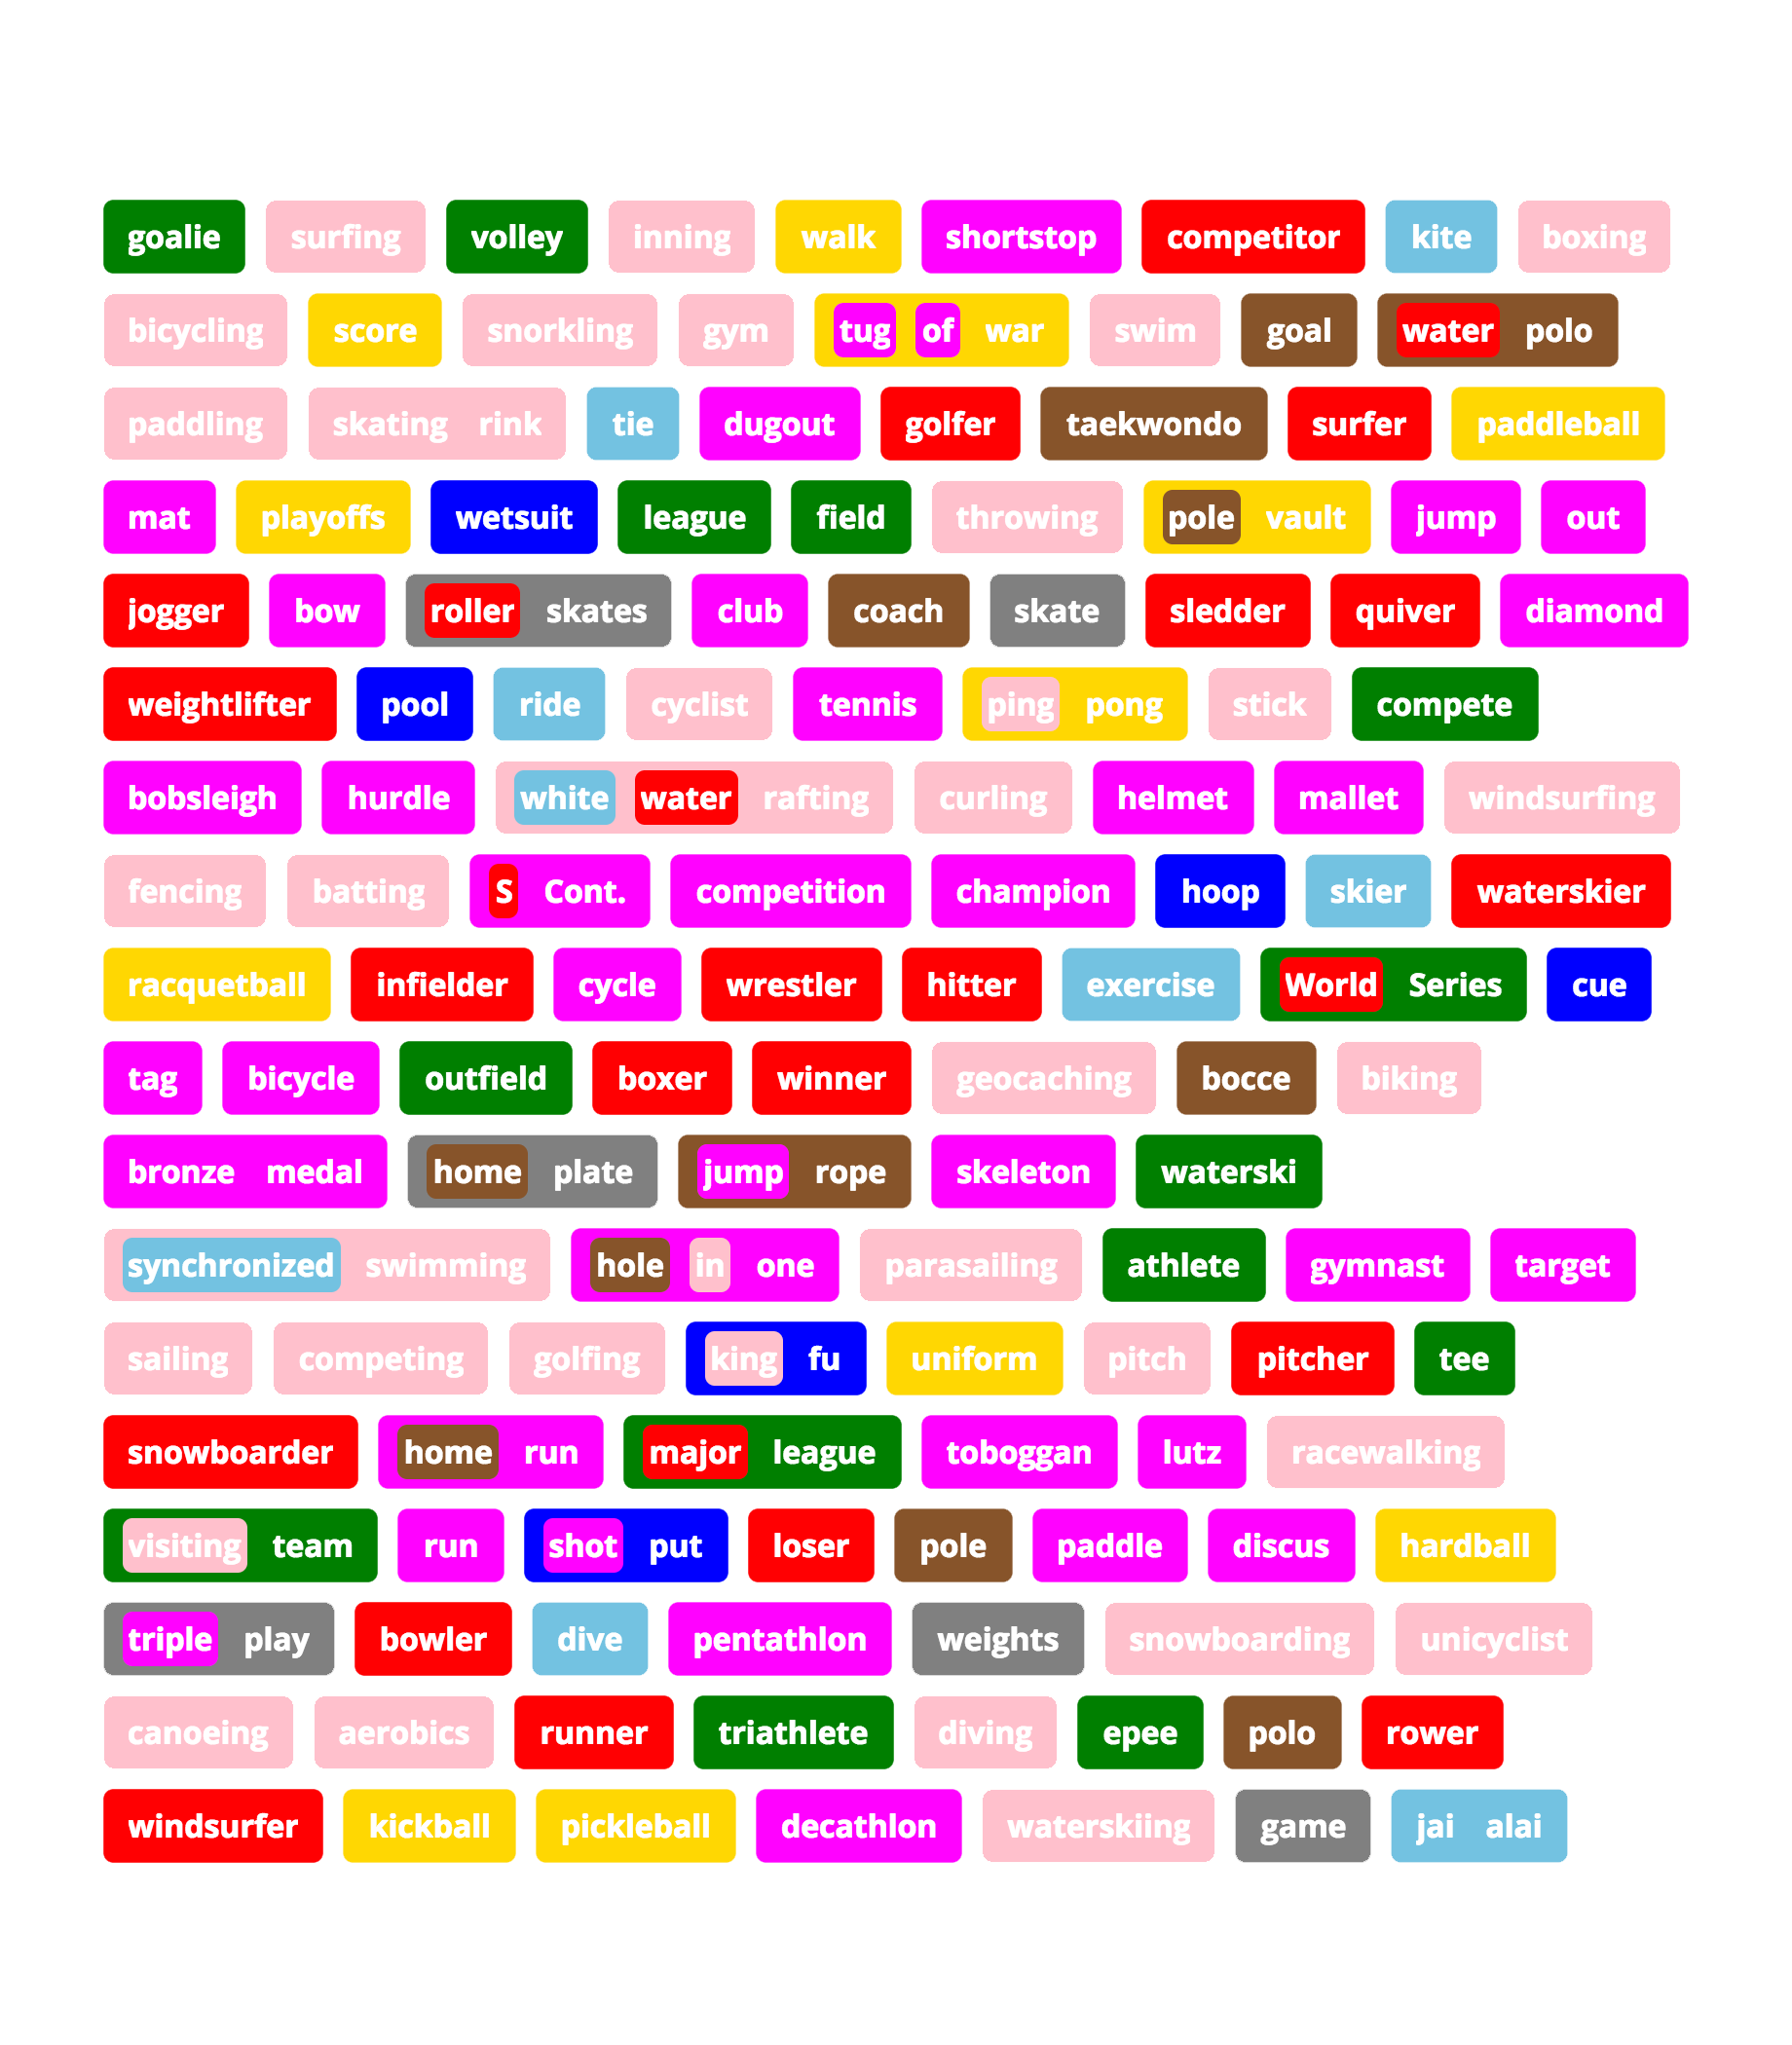 goalie surfing volley inning walk shortstop competitor kite boxing
bicycling score snorkling gym tug of war swim goal water polo
paddling skating rink tie dugout golfer taekwondo surfer paddleball
mat playoffs wetsuit league field throwing pole vault jump out
jogger bow roller skates club coach skate sledder quiver diamond
weightlifter pool ride cyclist tennis ping pong stick compete
bobsleigh hurdle white water rafting curling helmet mallet windsurfing
fencing batting S Cont. competition champion hoop skier waterskier
racquetball infielder cycle wrestler hitter exercise World Series cue
tag bicycle outfield boxer winner geocaching bocce biking
bronze medal home plate jump rope skeleton waterski
synchronized swimming hole in one parasailing athlete gymnast target
sailing competing golfing king fu uniform pitch pitcher tee
snowboarder home run major league toboggan lutz racewalking
visiting team run shot put loser pole paddle discus hardball
triple play bowler dive pentathlon weights snowboarding unicyclist
canoeing aerobics runner triathlete diving epee polo rower
windsurfer kickball pickleball decathlon waterskiing game jai alai